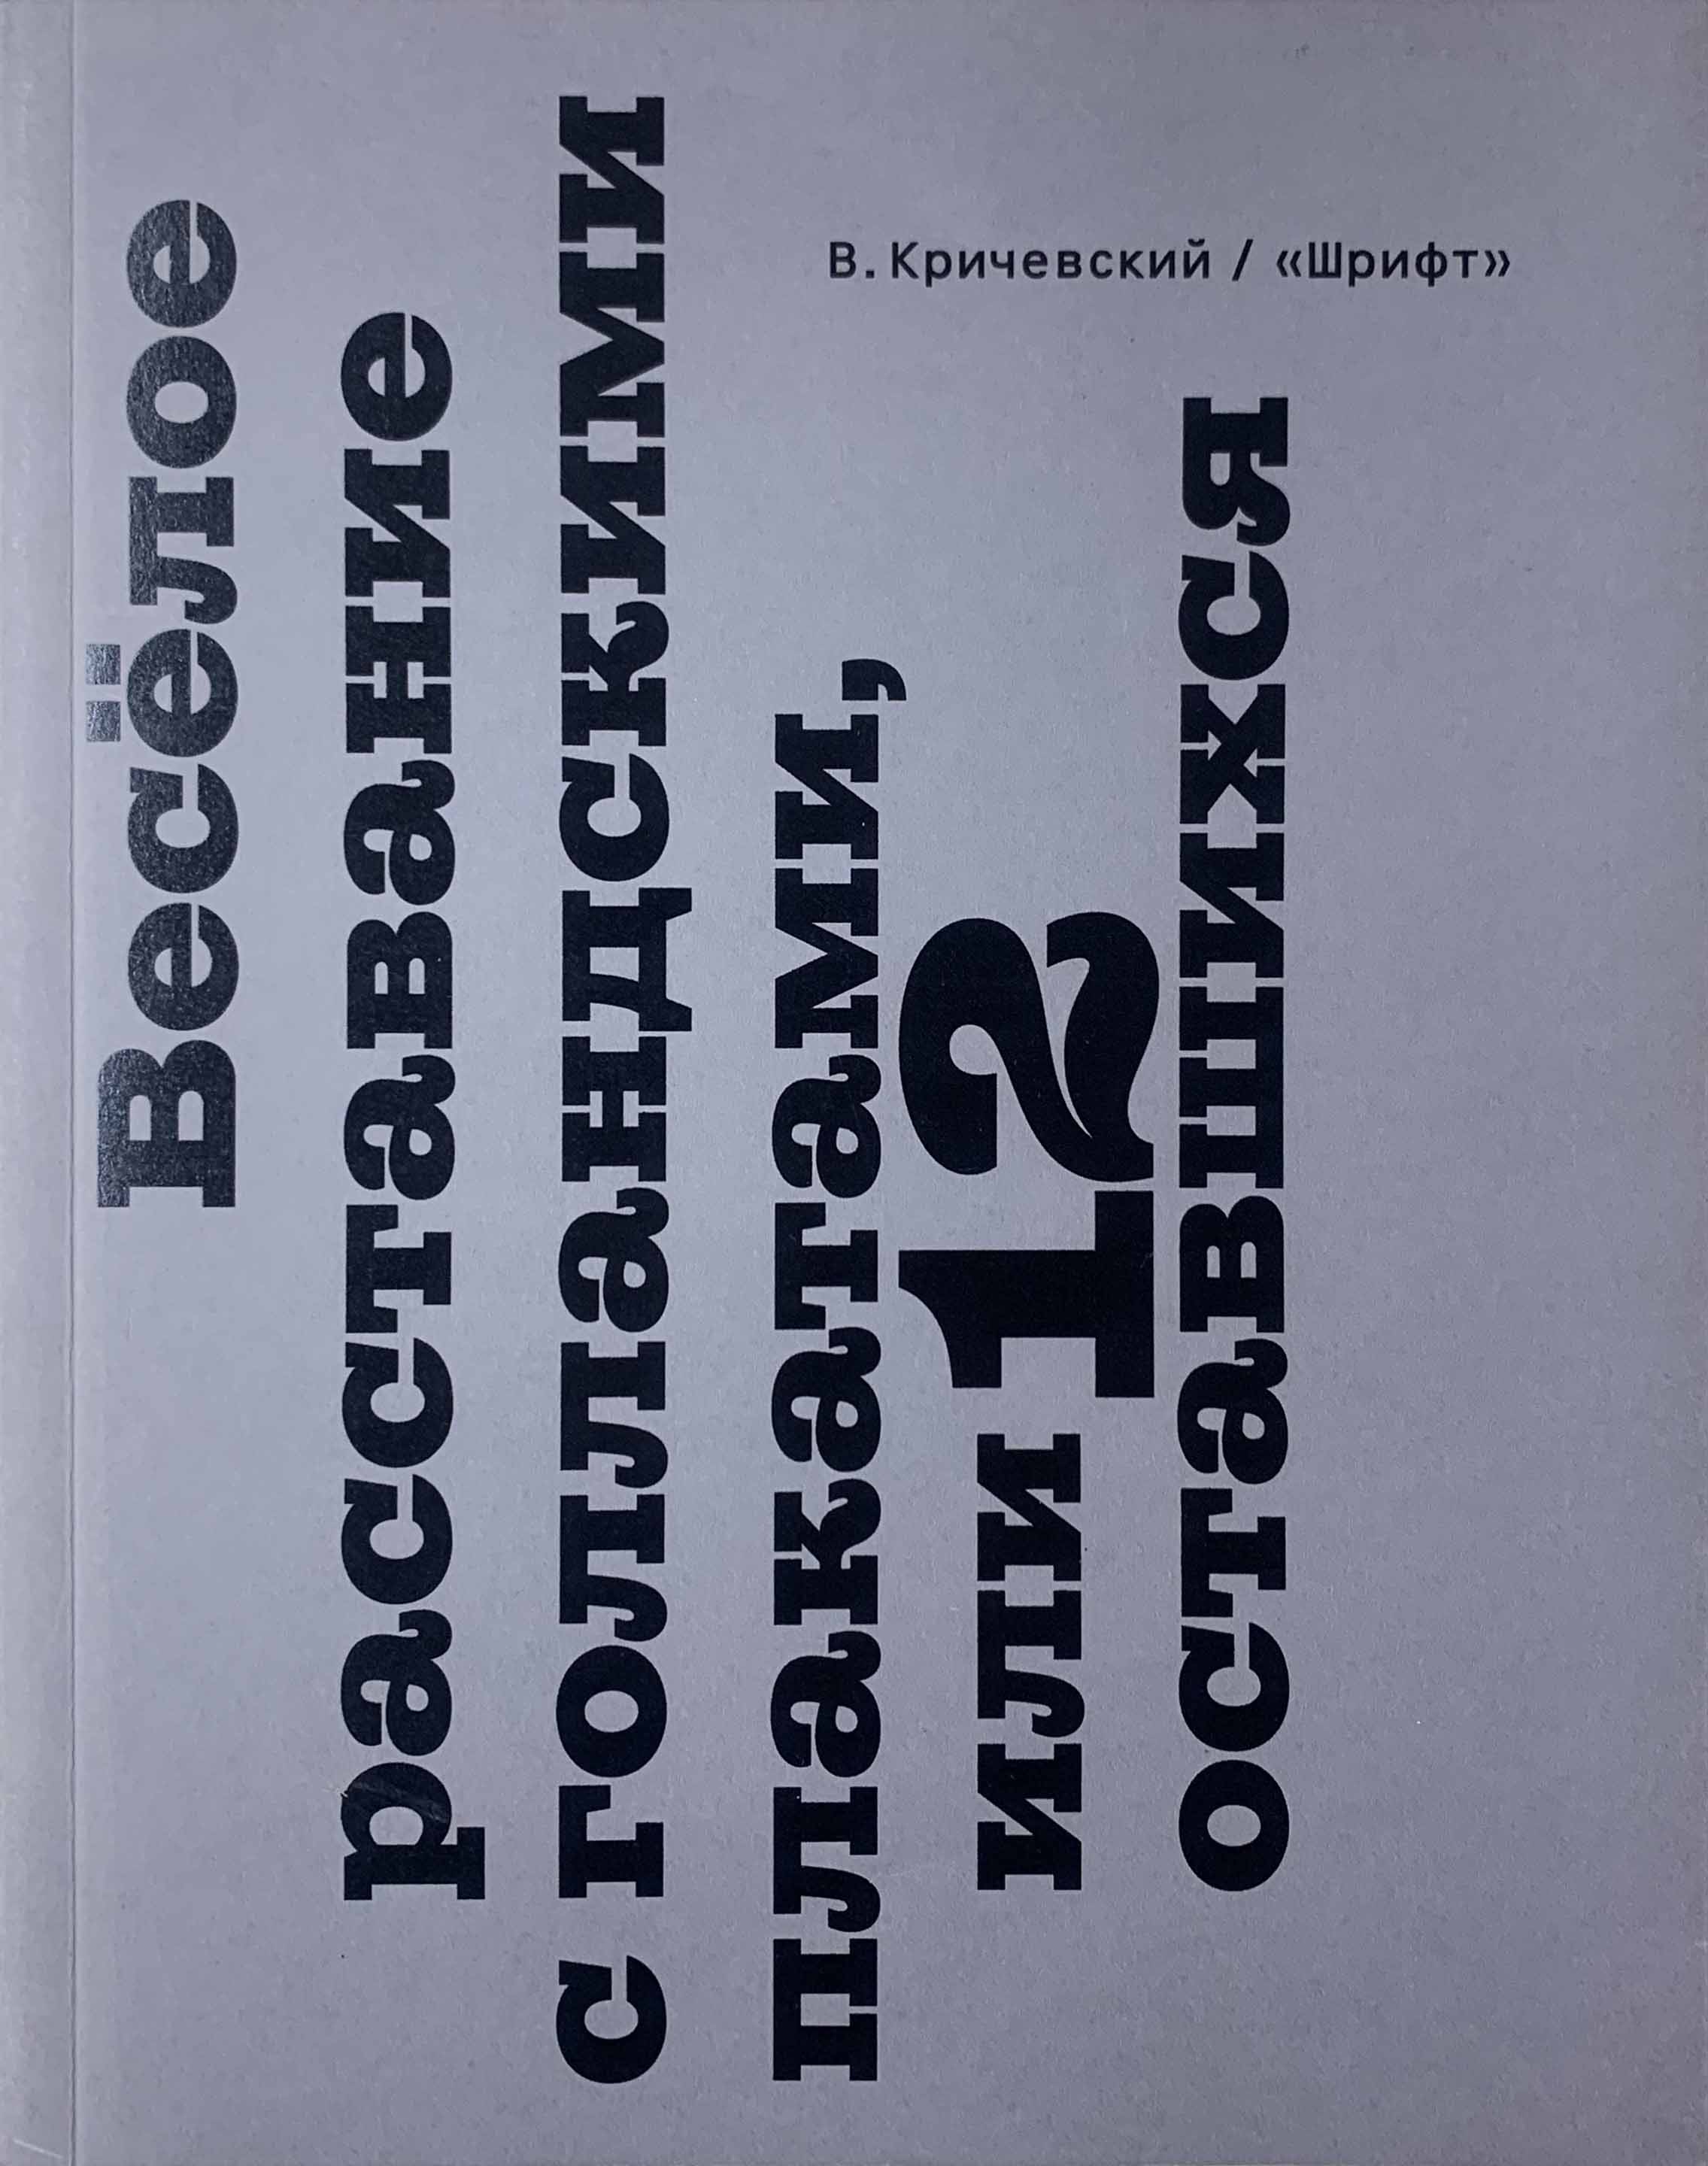 В. Кричевский / «Шрифт»
Весёлое
расставание
с голландскими
плакатами,
или 12
оставшихся